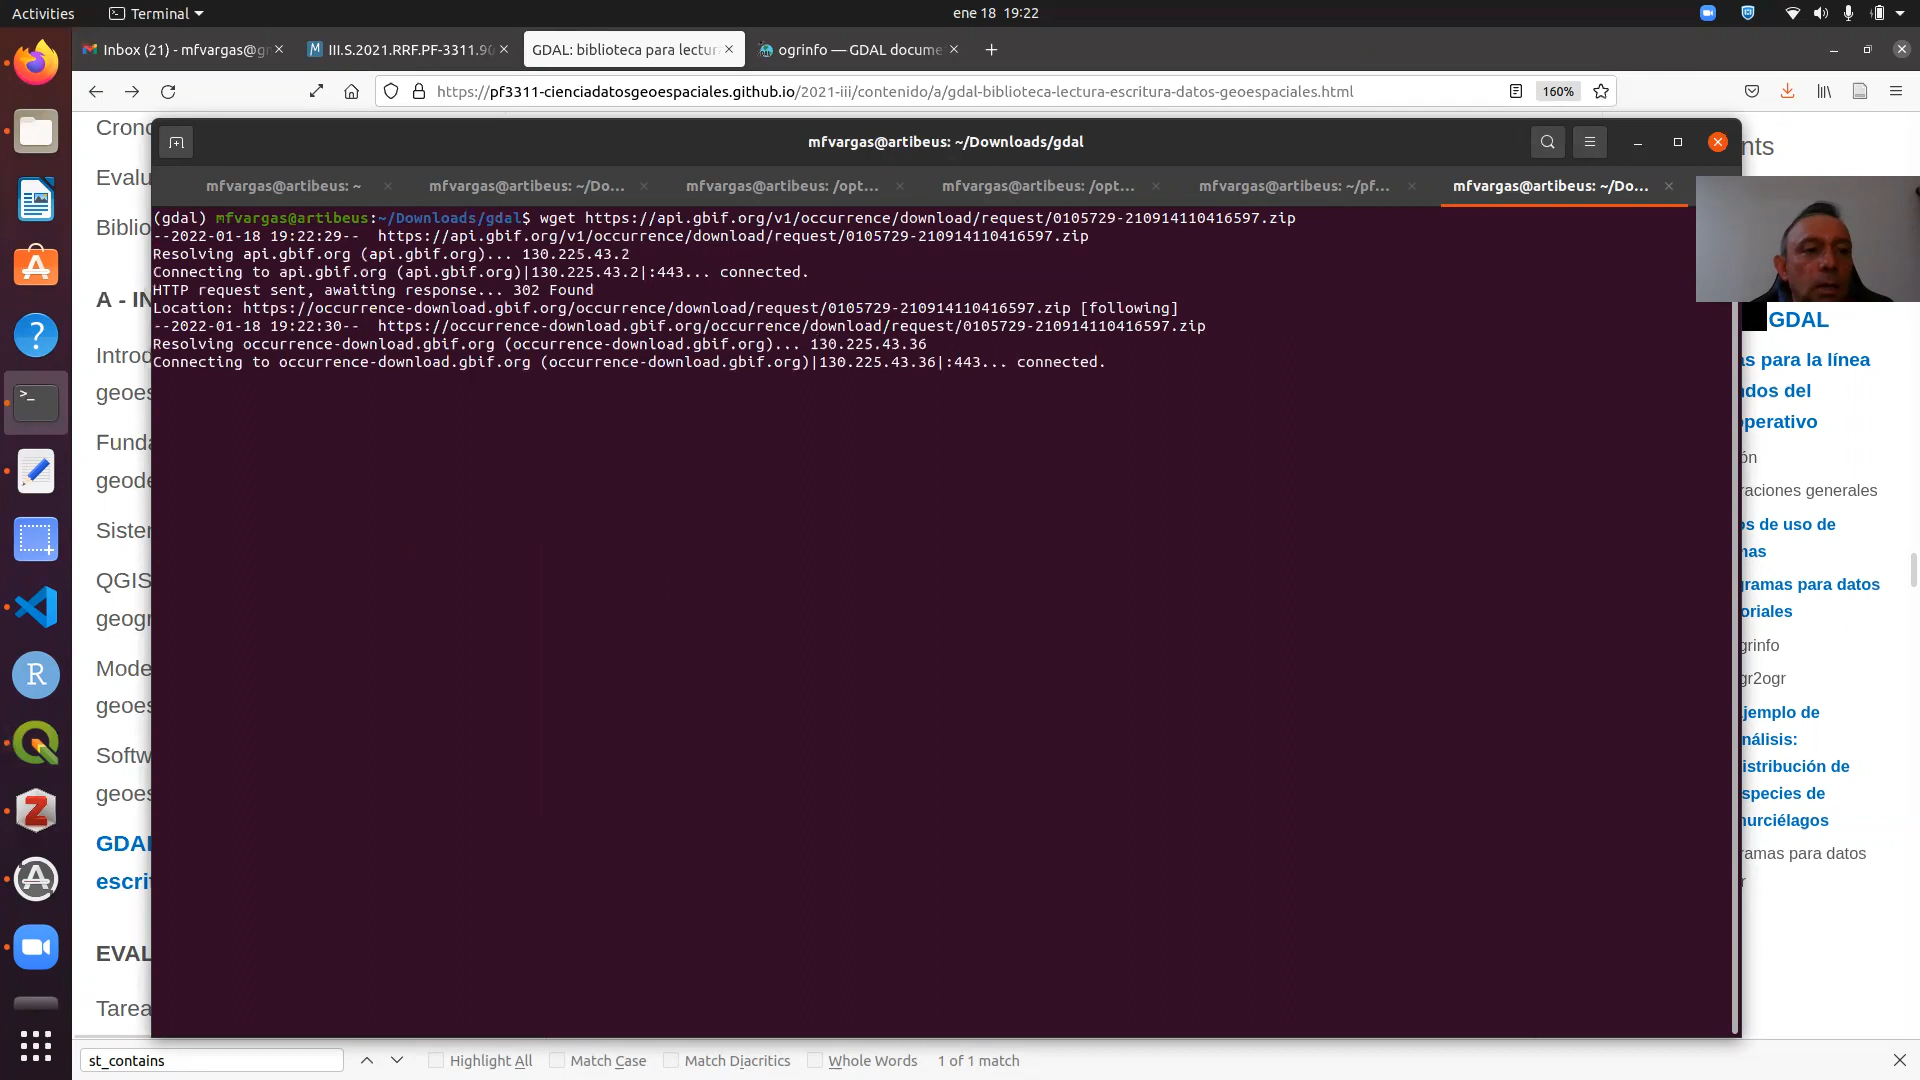 Activities
Terminal
ene 18 19:22
Inbox (21) - mfvargas@gm
III.S.2021.RRF.PF-3311.90
GDAL: biblioteca para lectur
ogrinfo — GDAL docume
https://pf3311-cienciadatosgeoespaciales.github.io/2021-iii/contenido/a/gdal-biblioteca-lectura-escritura-datos-geoespaciales.html
160%
mfvargas@artibeus: ~/Downloads/gdal
mfvargas@artibeus: ~
mfvargas@artibeus: ~/Do...
mfvargas@artibeus: /opt...
mfvargas@artibeus: /opt...
mfvargas@artibeus: ~/pf...
mfvargas@artibeus: ~/Do...
(gdal) mfvargas@artibeus:~/Downloads/gdal$ wget https://api.gbif.org/v1/occurrence/download/request/0105729-210914110416597.zip
--2022-01-18 19:22:29-- https://api.gbif.org/v1/occurrence/download/request/0105729-210914110416597.zip
Resolving api.gbif.org (api.gbif.org)... 130.225.43.2
Connecting to api.gbif.org (api.gbif.org)|130.225.43.2|:443... connected.
HTTP request sent, awaiting response... 302 Found
Location: https://occurrence-download.gbif.org/occurrence/download/request/0105729-210914110416597.zip [following]
--2022-01-18 19:22:30-- https://occurrence-download.gbif.org/occurrence/download/request/0105729-210914110416597.zip
Resolving occurrence-download.gbif.org (occurrence-download.gbif.org)... 130.225.43.36
Connecting to occurrence-download.gbif.org (occurrence-download.gbif.org)|130.225.43.36|:443... connected.
Crono
Evalu
Biblio
A - IN
Introd
geoes
Funda
geode
Sister
QGIS
geogr
Mode
geoes
Softw
geoes
GDAL
escri
EVAL
Tarea
nts
GDAL
as para la línea
ndos del
operativo
ón
raciones generales
os de uso de
mas
gramas para datos
oriales
grinfo
gr2ogr
jemplo de
nálisis:
istribución de
species de
nurciélagos
ramas para datos
r
st_contains
Highlight All
Match Case
Match Diacritics
Whole Words
1 of 1 match